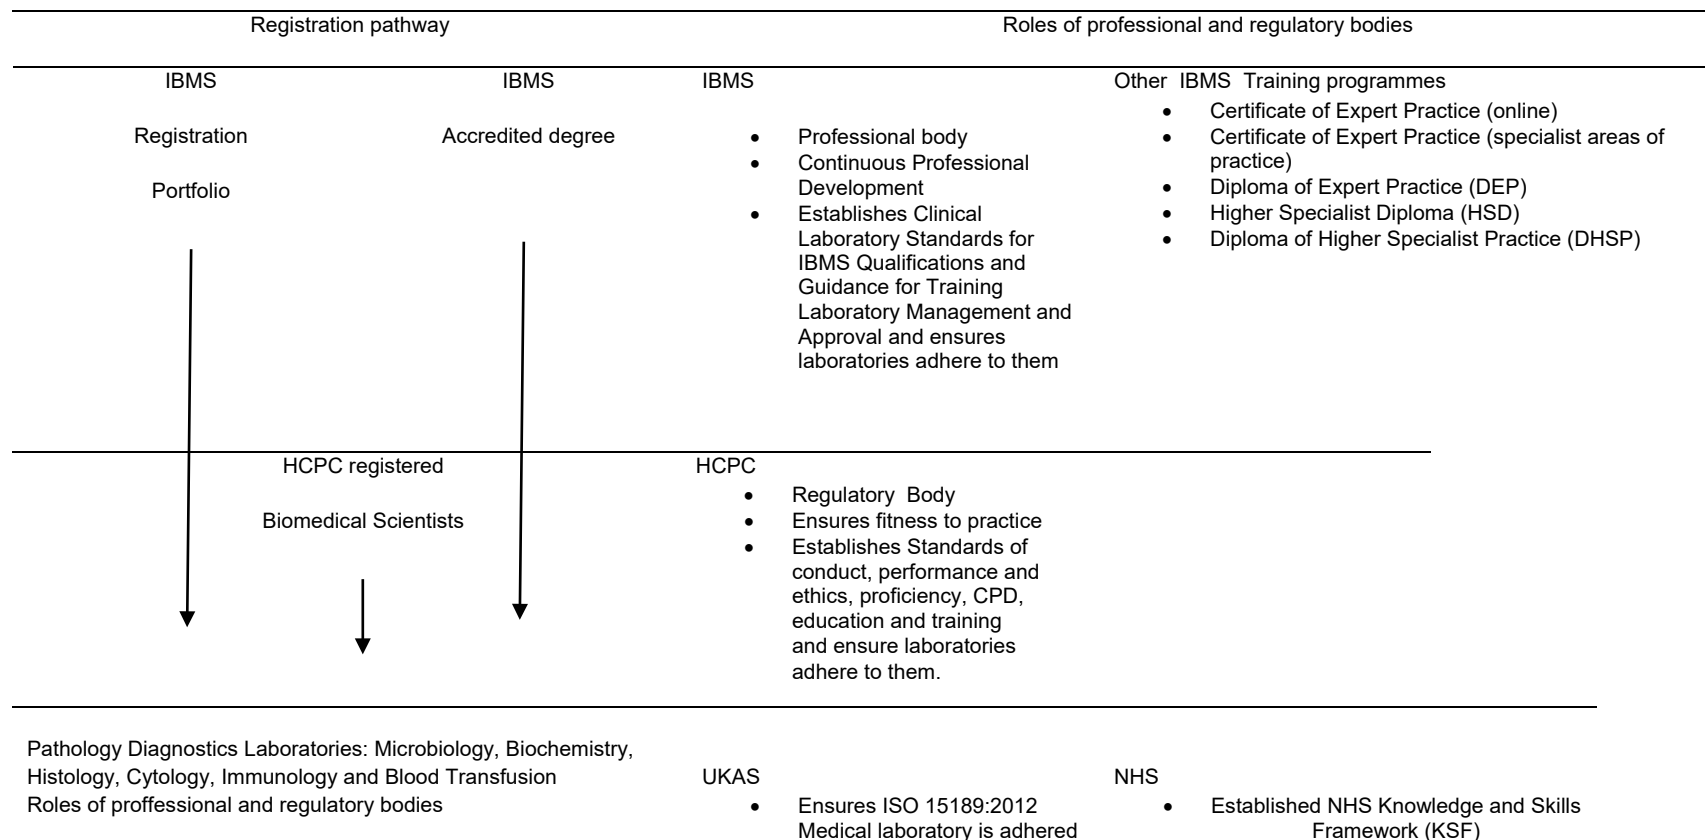 Registration pathway
Roles of professional and regulatory bodies
IBMS
Registration
Portfolio
IBMS
Accredited degree
IBMS
• Professional body
• Continuous Professional
Development
• Establishes Clinical
Laboratory Standards for
IBMS Qualifications and
Guidance for Training
Laboratory Management and
Approval and ensures
laboratories adhere to them
Other IBMS Training programmes
• Certificate of Expert Practice (online)
• Certificate of Expert Practice (specialist areas of
practice)
• Diploma of Expert Practice (DEP)
• Higher Specialist Diploma (HSD)
• Diploma of Higher Specialist Practice (DHSP)
HCPC registered
Biomedical Scientists
HCPC
• Regulatory Body
• Ensures fitness to practice
• Establishes Standards of
conduct, performance and
ethics, proficiency, CPD,
education and training
and ensure laboratories
adhere to them.
Pathology Diagnostics Laboratories: Microbiology, Biochemistry,
Histology, Cytology, Immunology and Blood Transfusion
Roles of proffessional and regulatory bodies
UKAS
• Ensures ISO 15189:2012
Medical laboratory is adhered
NHS
• Established NHS Knowledge and Skills
Framework (KSF)